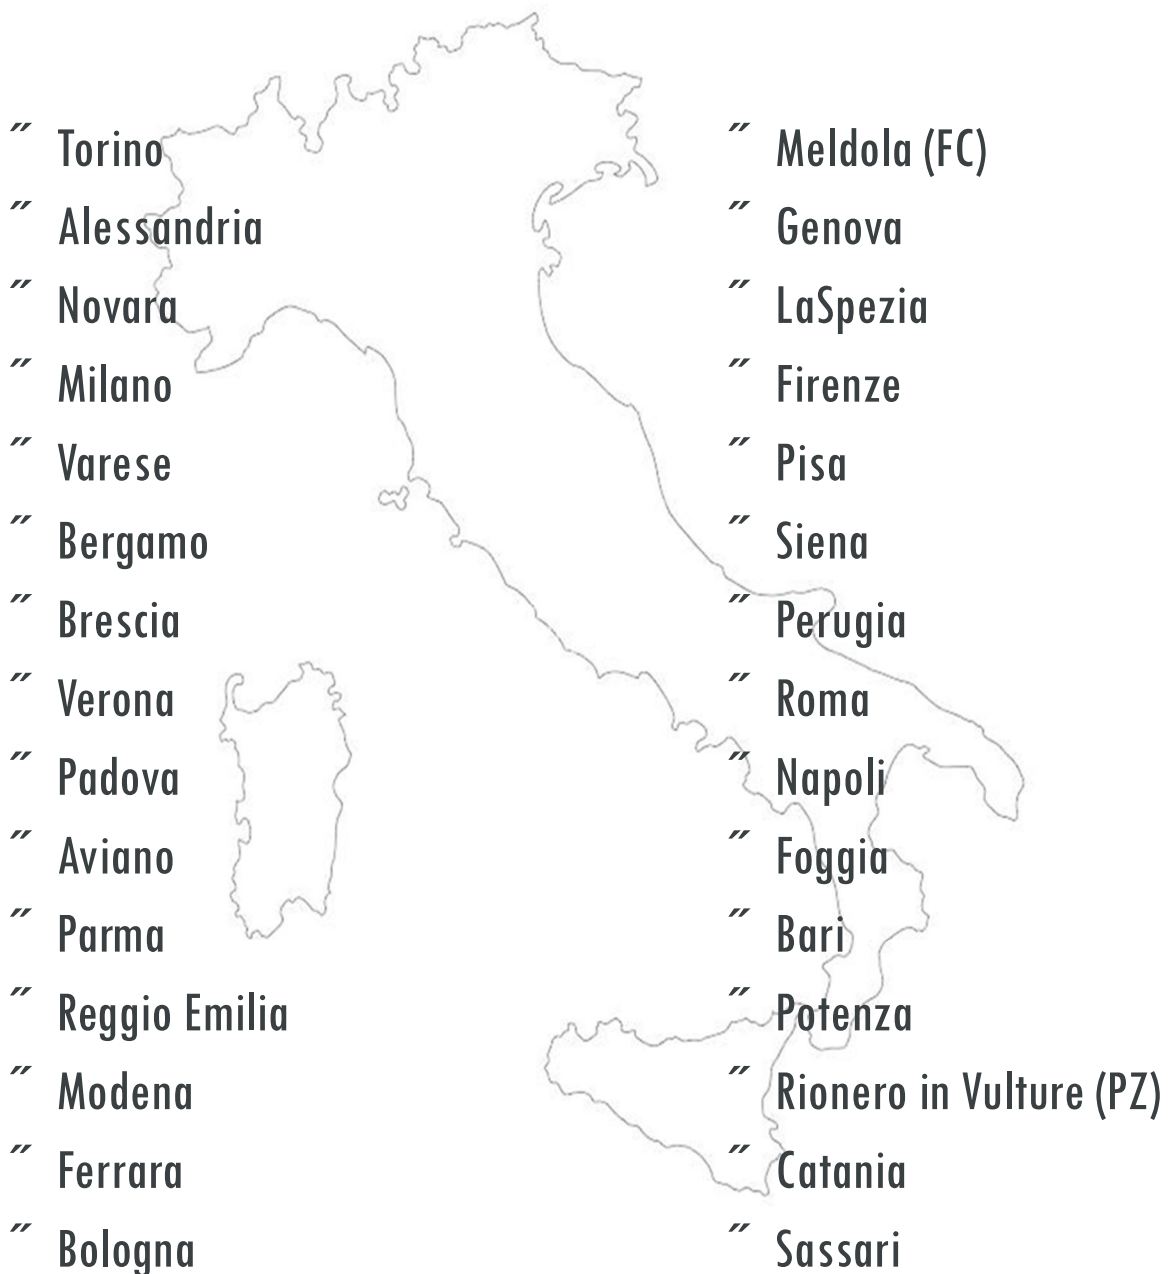 ˝ Torino
˝ Alessandria
˝ Novara
˝ Milano
˝ Varese
˝ Bergamo
˝ Brescia
˝ Verona
˝ Padova
˝ Aviano
˝ Parma
˝ Reggio Emilia
˝ Modena
˝ Ferrara
˝ Bologna
˝ Meldola (FC)
˝ Genova
˝ LaSpezia
˝ Firenze
˝ Pisa
˝ Siena
˝ Perugia
˝ Roma
˝ Napoli
˝ Foggia
˝ Bari
˝ Potenza
˝ Rionero in Vulture (PZ)
˝ Catania
˝ Sassari